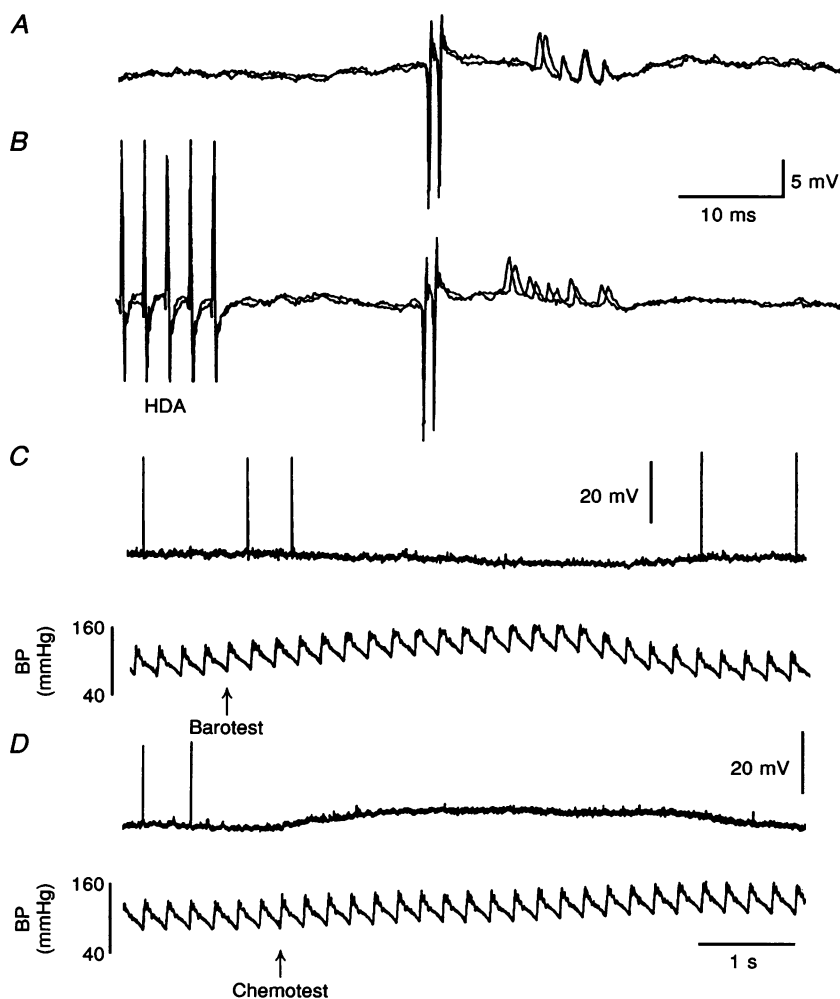 A
B
5 mV
10 ms
HDA
C
20 mV
160
BP
(mmHg)
40
Barotest
D
20 mV
160
BP
(mmHg)
40
1 s
Chemotest